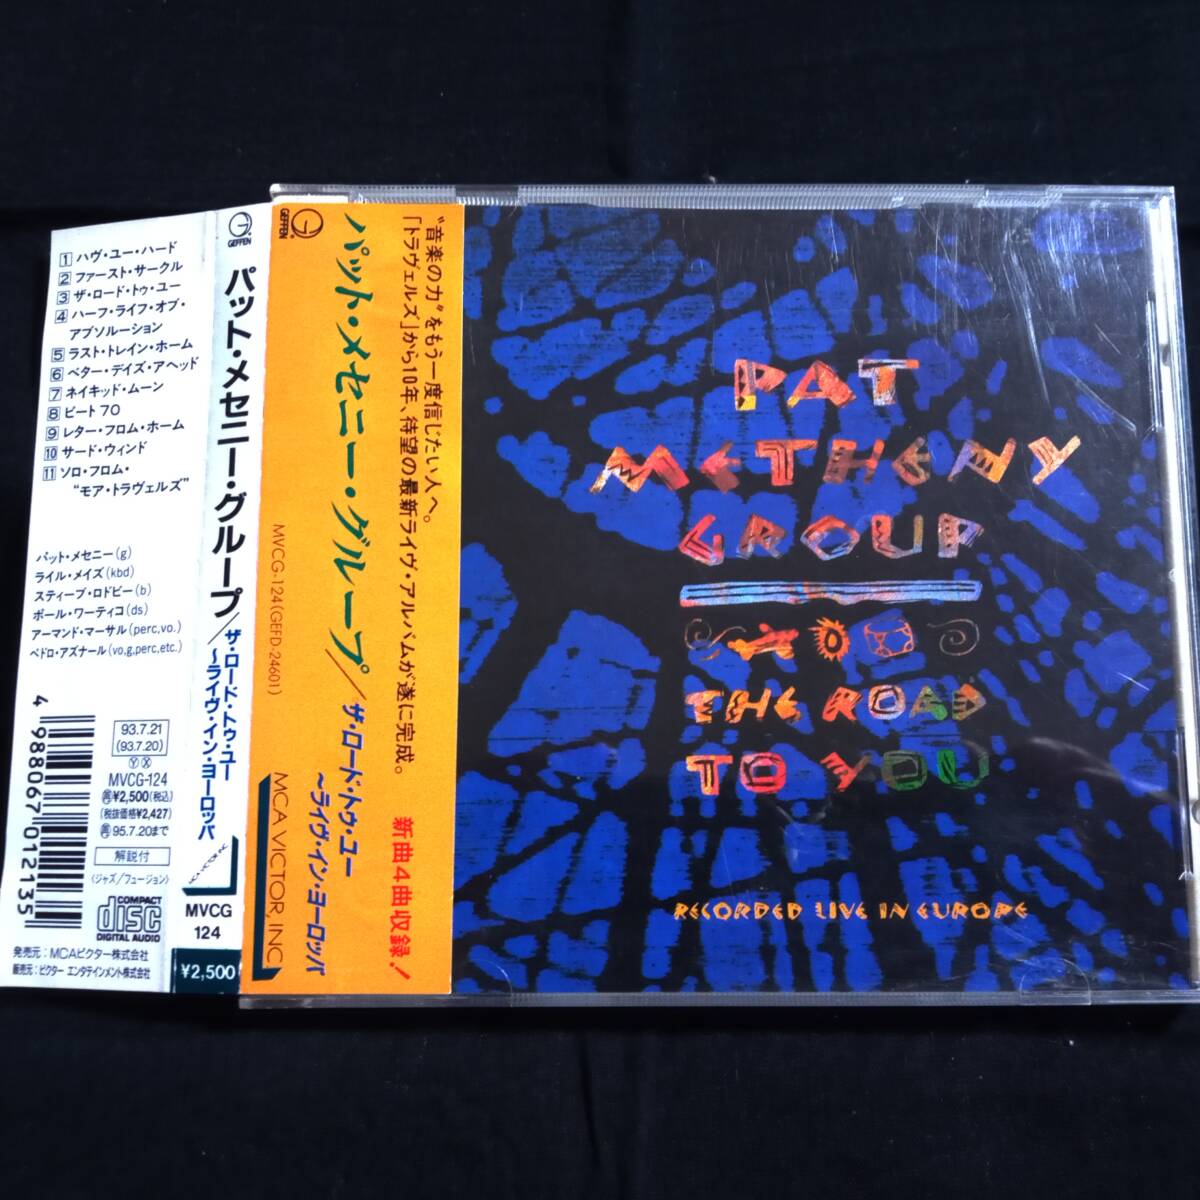 1 ハヴ・ユー・ハード
2 ファースト・サークル
3 ザ・ロード・トゥ・ユー
4 ハーフ・ライフ・オブ・
アブソルーション
5 ラスト・トレイン・ホーム
6 ベター・デイズ・アヘッド
7 ネイキッド・ムーン
8 ビート 70
9 レター・フロム・ホーム
10 サード・ウィンド
11 ソロ・フロム・
“モア・トラヴェルズ”
パット・メセニー(g)
ライル・メイズ(kbd)
スティーブ・ロドビー(b)
ポール・ワーティコ(ds)
アーマンド・マーサル(perc,vo.)
ペドロ・アズナール(vo,g,perc,etc.)
4 988067 012135
93.7.21
(93.7.20)
Ⓨ Ⓧ
MVCG-124
¥2,500(税込)
(税抜価格¥2,427)
95.7.20まで
解説付
〈ジャズ/フュージョン〉
COMPACT
disc
DIGITAL AUDIO
発売元:MCAビクター株式会社
販売元:ビクター エンタテインメント株式会社
GEFFEN
パット・メセニー・グループ/
ザ・ロード・トゥ・ユー
〜ライヴ・イン・ヨーロッパ
MVCG
124
¥2,500
“音楽の力”をもう一度信じたい人へ。
「トラヴェルズ」から10年、待望の最新ライヴ・アルバムが遂に完成。
新曲4曲収録!
GEFFEN
パット・メセニー・グループ/
ザ・ロード・トゥ・ユー
〜ライヴ・イン・ヨーロッパ
MVCG-124(GEFD-24601)
MCA VICTOR, INC
PAT
METHENY
GROUP
THE ROAD
TO YOU
RECORDED LIVE IN EUROPE